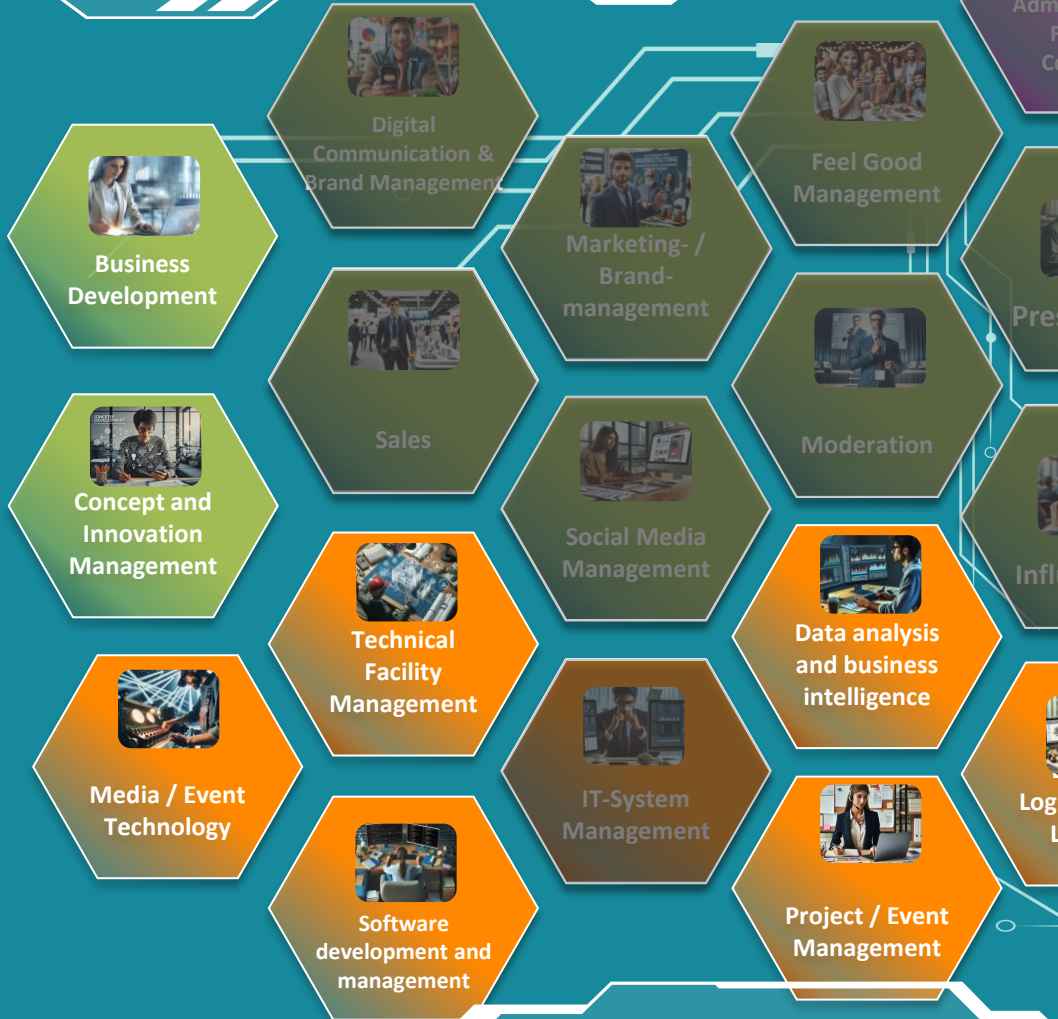 Digital
Communication &
Brand Management
Feel Good
Management
Business
Development
Marketing- /
Brand-
management
Sales
Moderation
Concept and
Innovation
Management
Social Media
Management
Technical
Facility
Management
Data analysis
and business
intelligence
Media / Event
Technology
IT-System
Management
Software
development and
management
Project / Event
Management